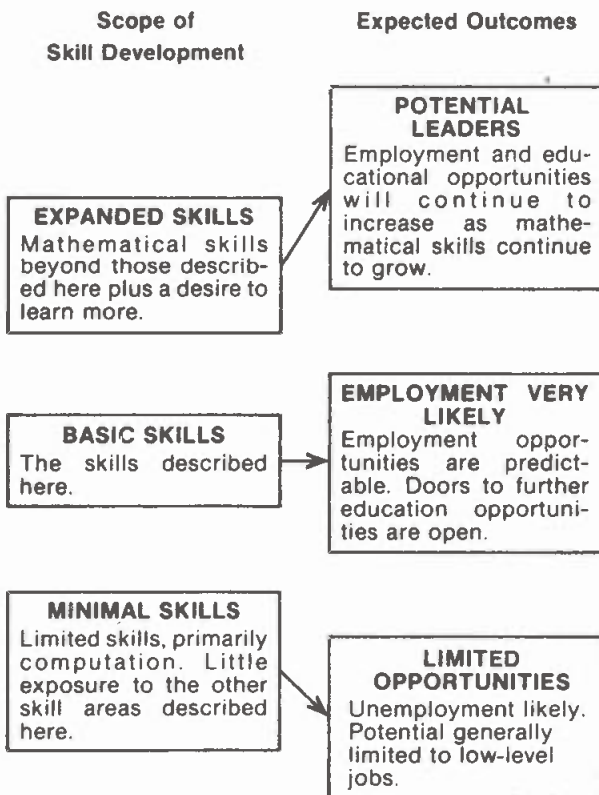 Scope of
Skill Development
Expected Outcomes
POTENTIAL
LEADERS
Employment and edu-
cational opportunities
will continue to
increase as mathe-
matical skills continue
to grow.
EXPANDED SKILLS
Mathematical skills
beyond those describ-
ed here plus a desire to
learn more.
EMPLOYMENT VERY
LIKELY
Employment oppor-
tunities are predict-
able. Doors to further
education opportuni-
ties are open.
BASIC SKILLS
The skills described
here.
MINIMAL SKILLS
Limited skills, primarily
computation. Little
exposure to the other
skill areas described
here.
LIMITED
OPPORTUNITIES
Unemployment likely.
Potential generally
limited to low-level
jobs.